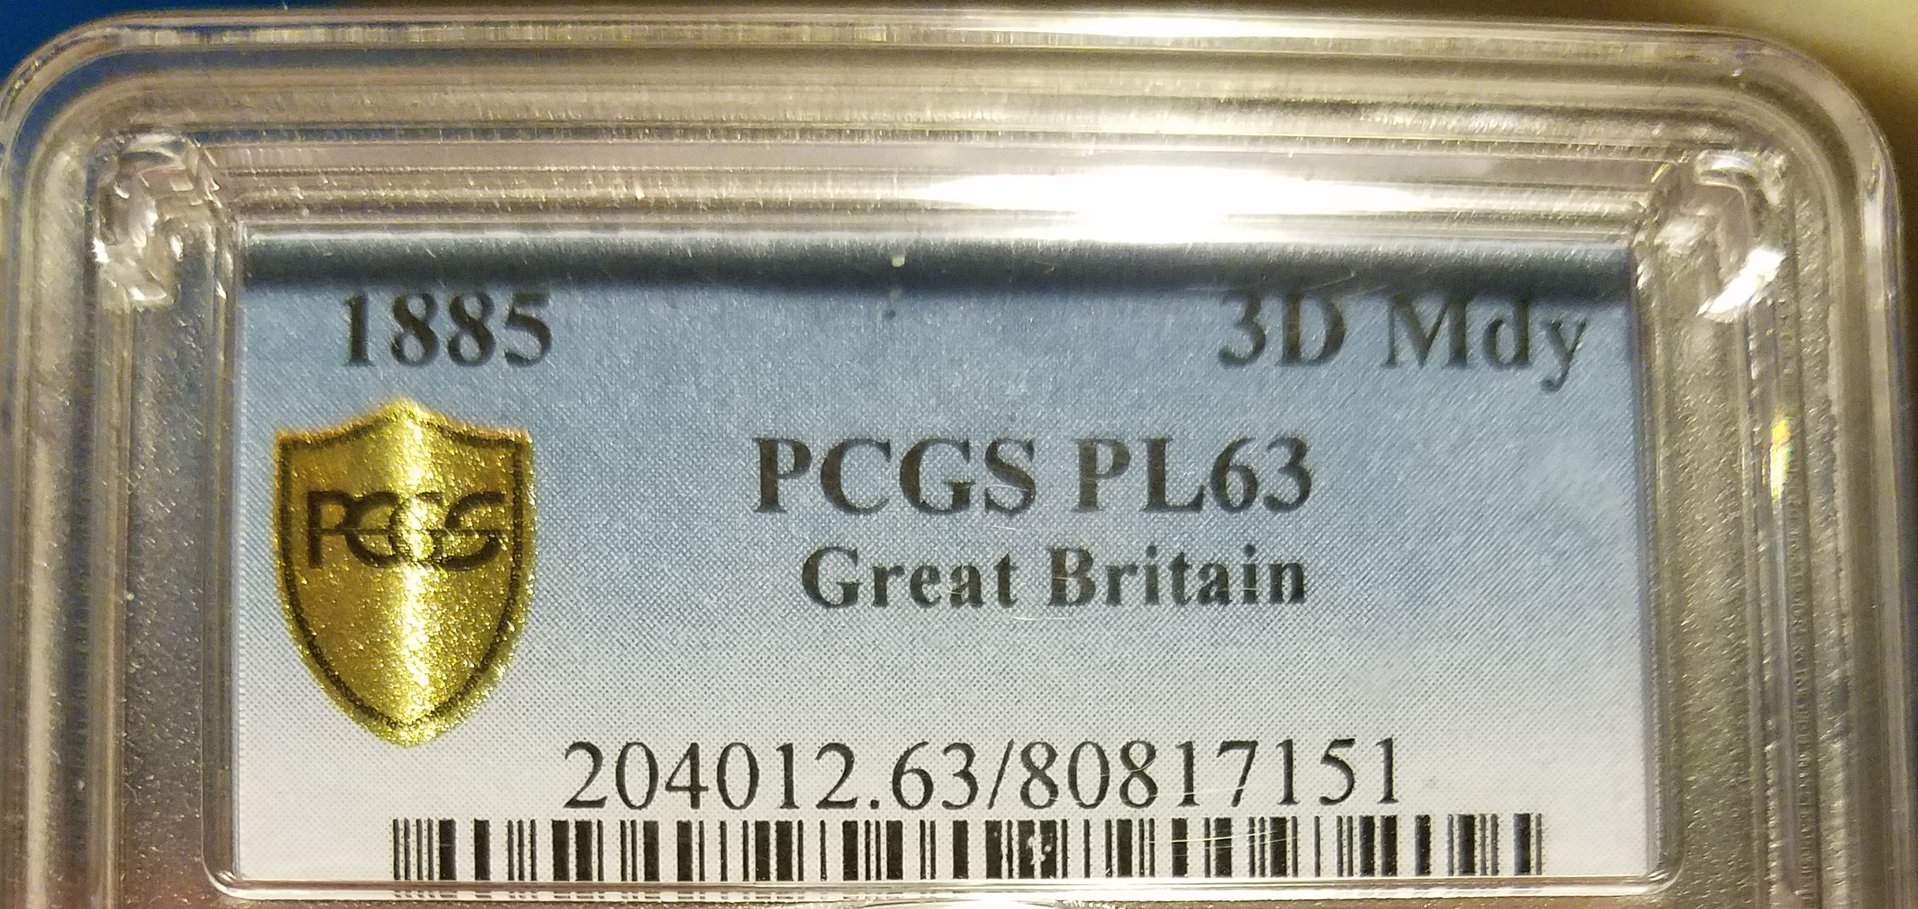 1885 3D Mdy
PCGS PL63
PCGS
Great Britain
204012.63/80817151